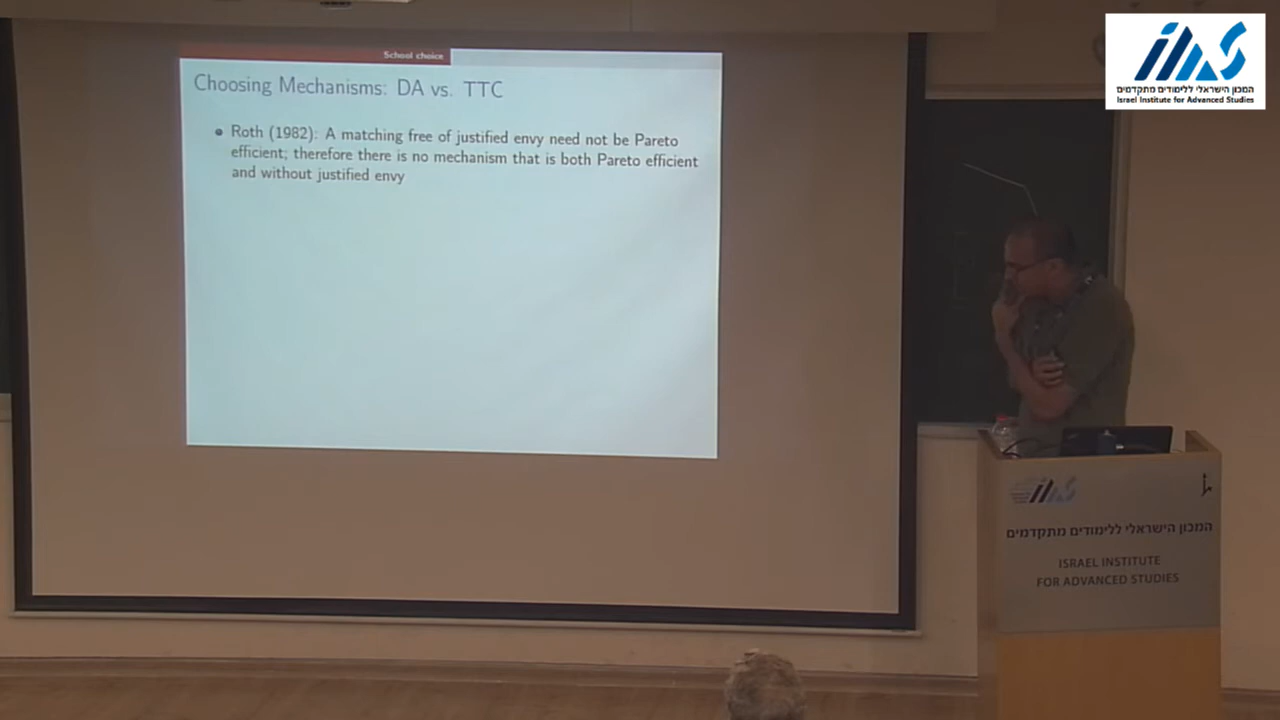 School choice
Choosing Mechanisms: DA vs. TTC
Roth (1982): A matching free of justified envy need not be Pareto
efficient; therefore there is no mechanism that is both Pareto efficient
and without justified envy
המכון הישראלי ללימודים מתקדמים
Israel Institute for Advanced Studies
המכון הישראלי ללימודים מתקדמים
ISRAEL INSTITUTE
FOR ADVANCED STUDIES